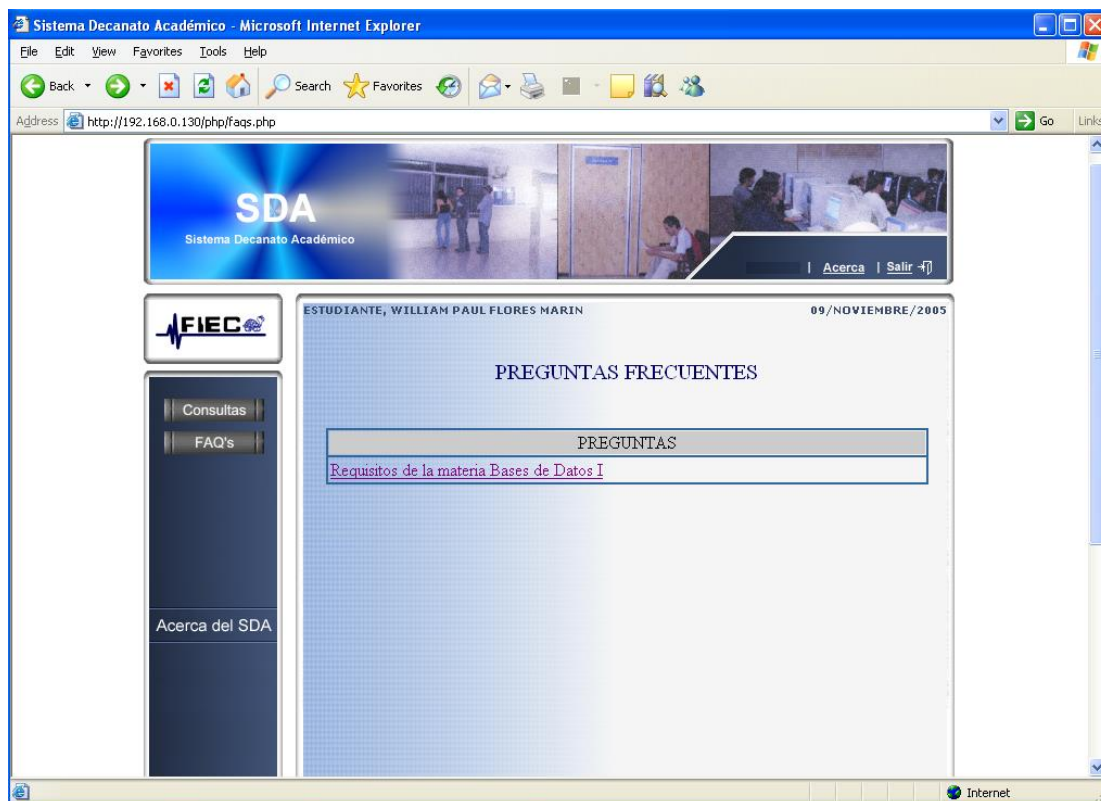 Sistema Decanato Académico - Microsoft Internet Explorer
File Edit View Favorites Tools Help
Back Search Favorites
Address http://192.168.0.130/php/faqs.php Go Links
SDA
Sistema Decanato Académico
| Acerca | Salir
FIEC
ESTUDIANTE, WILLIAM PAUL FLORES MARIN 09/NOVIEMBRE/2005
PREGUNTAS FRECUENTES
Consultas
FAQ's
PREGUNTAS
Requisitos de la materia Bases de Datos I
Acerca del SDA
Internet